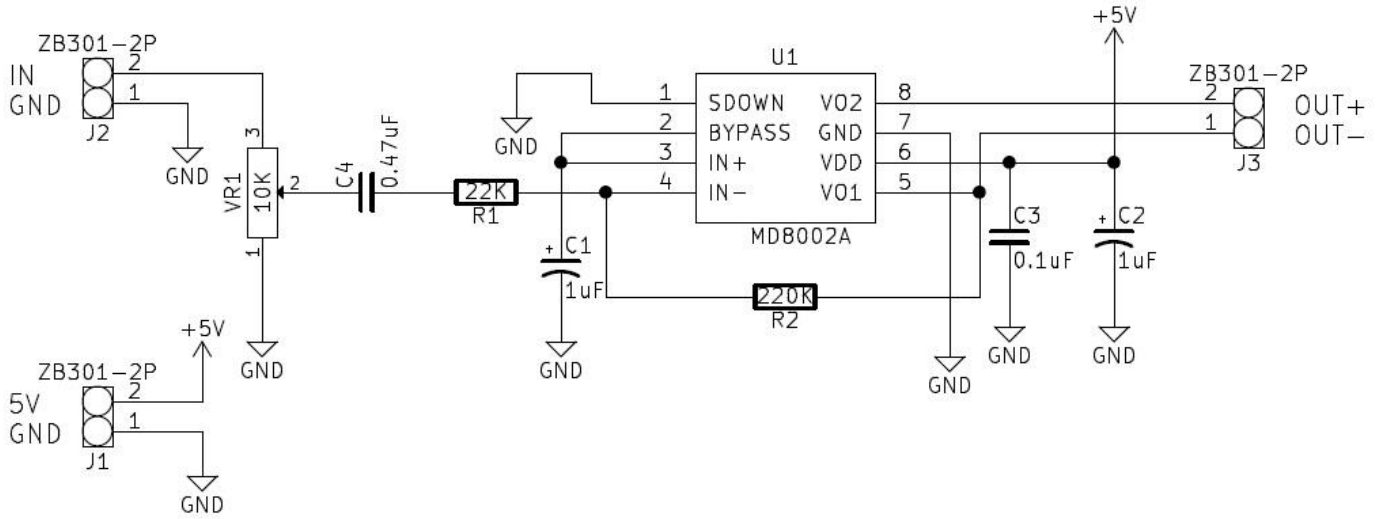 ZB301-2P
IN
2
GND
1
J2
GND
3
VR1
10K
2
1
GND
C4
0.47uF
22K
R1
GND
U1
1
SDOWN
VO2
8
2
BYPASS
GND
7
3
IN+
VDD
6
4
IN-
VO1
5
MD8002A
+
C1
1uF
GND
220K
R2
GND
C3
0.1uF
GND
+5V
+
C2
1uF
GND
ZB301-2P
2
OUT+
1
OUT-
J3
+5V
ZB301-2P
5V
2
GND
1
J1
GND